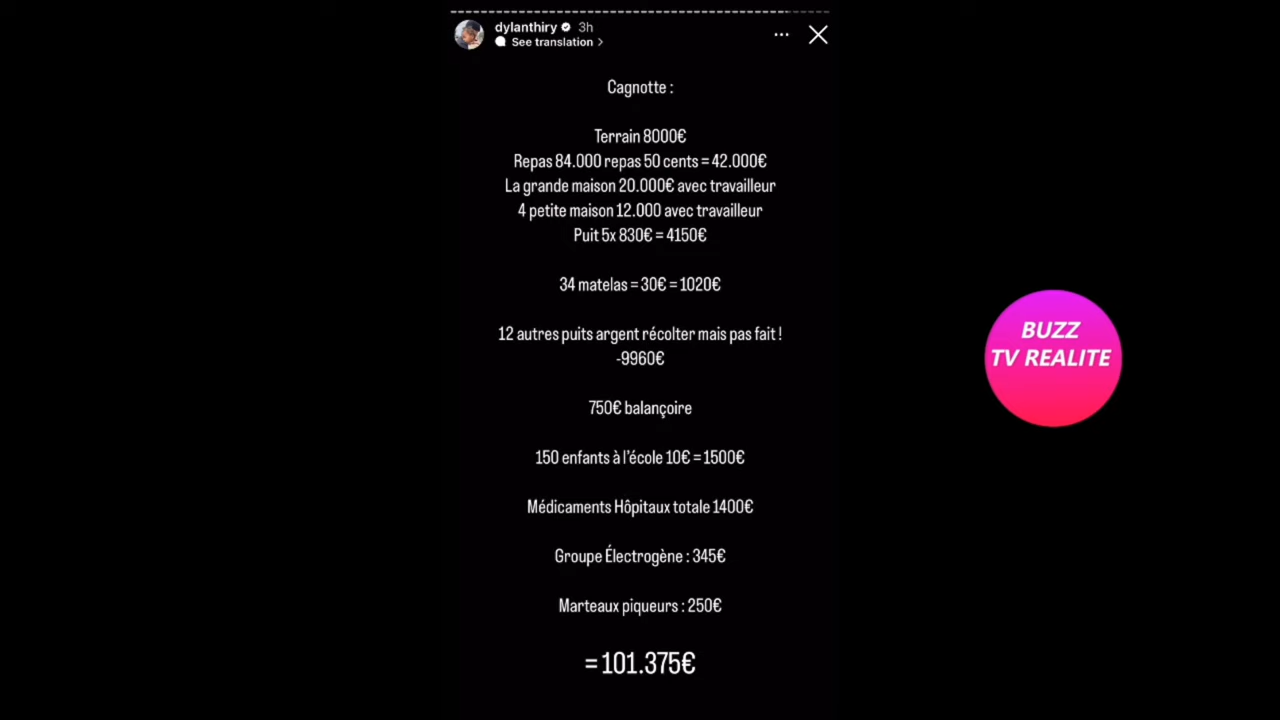 dylanthiry 3h
See translation >
Cagnotte :
Terrain 8000€
Repas 84.000 repas 50 cents = 42.000€
La grande maison 20.000€ avec travailleur
4 petite maison 12.000 avec travailleur
Puit 5x 830€ = 4150€
34 matelas = 30€ = 1020€
12 autres puits argent récolter mais pas fait !
-9960€
750€ balançoire
150 enfants à l'école 10€ = 1500€
Médicaments Hôpitaux totale 1400€
Groupe Électrogène : 345€
Marteaux piqueurs : 250€
= 101.375€
BUZZ
TV REALITE